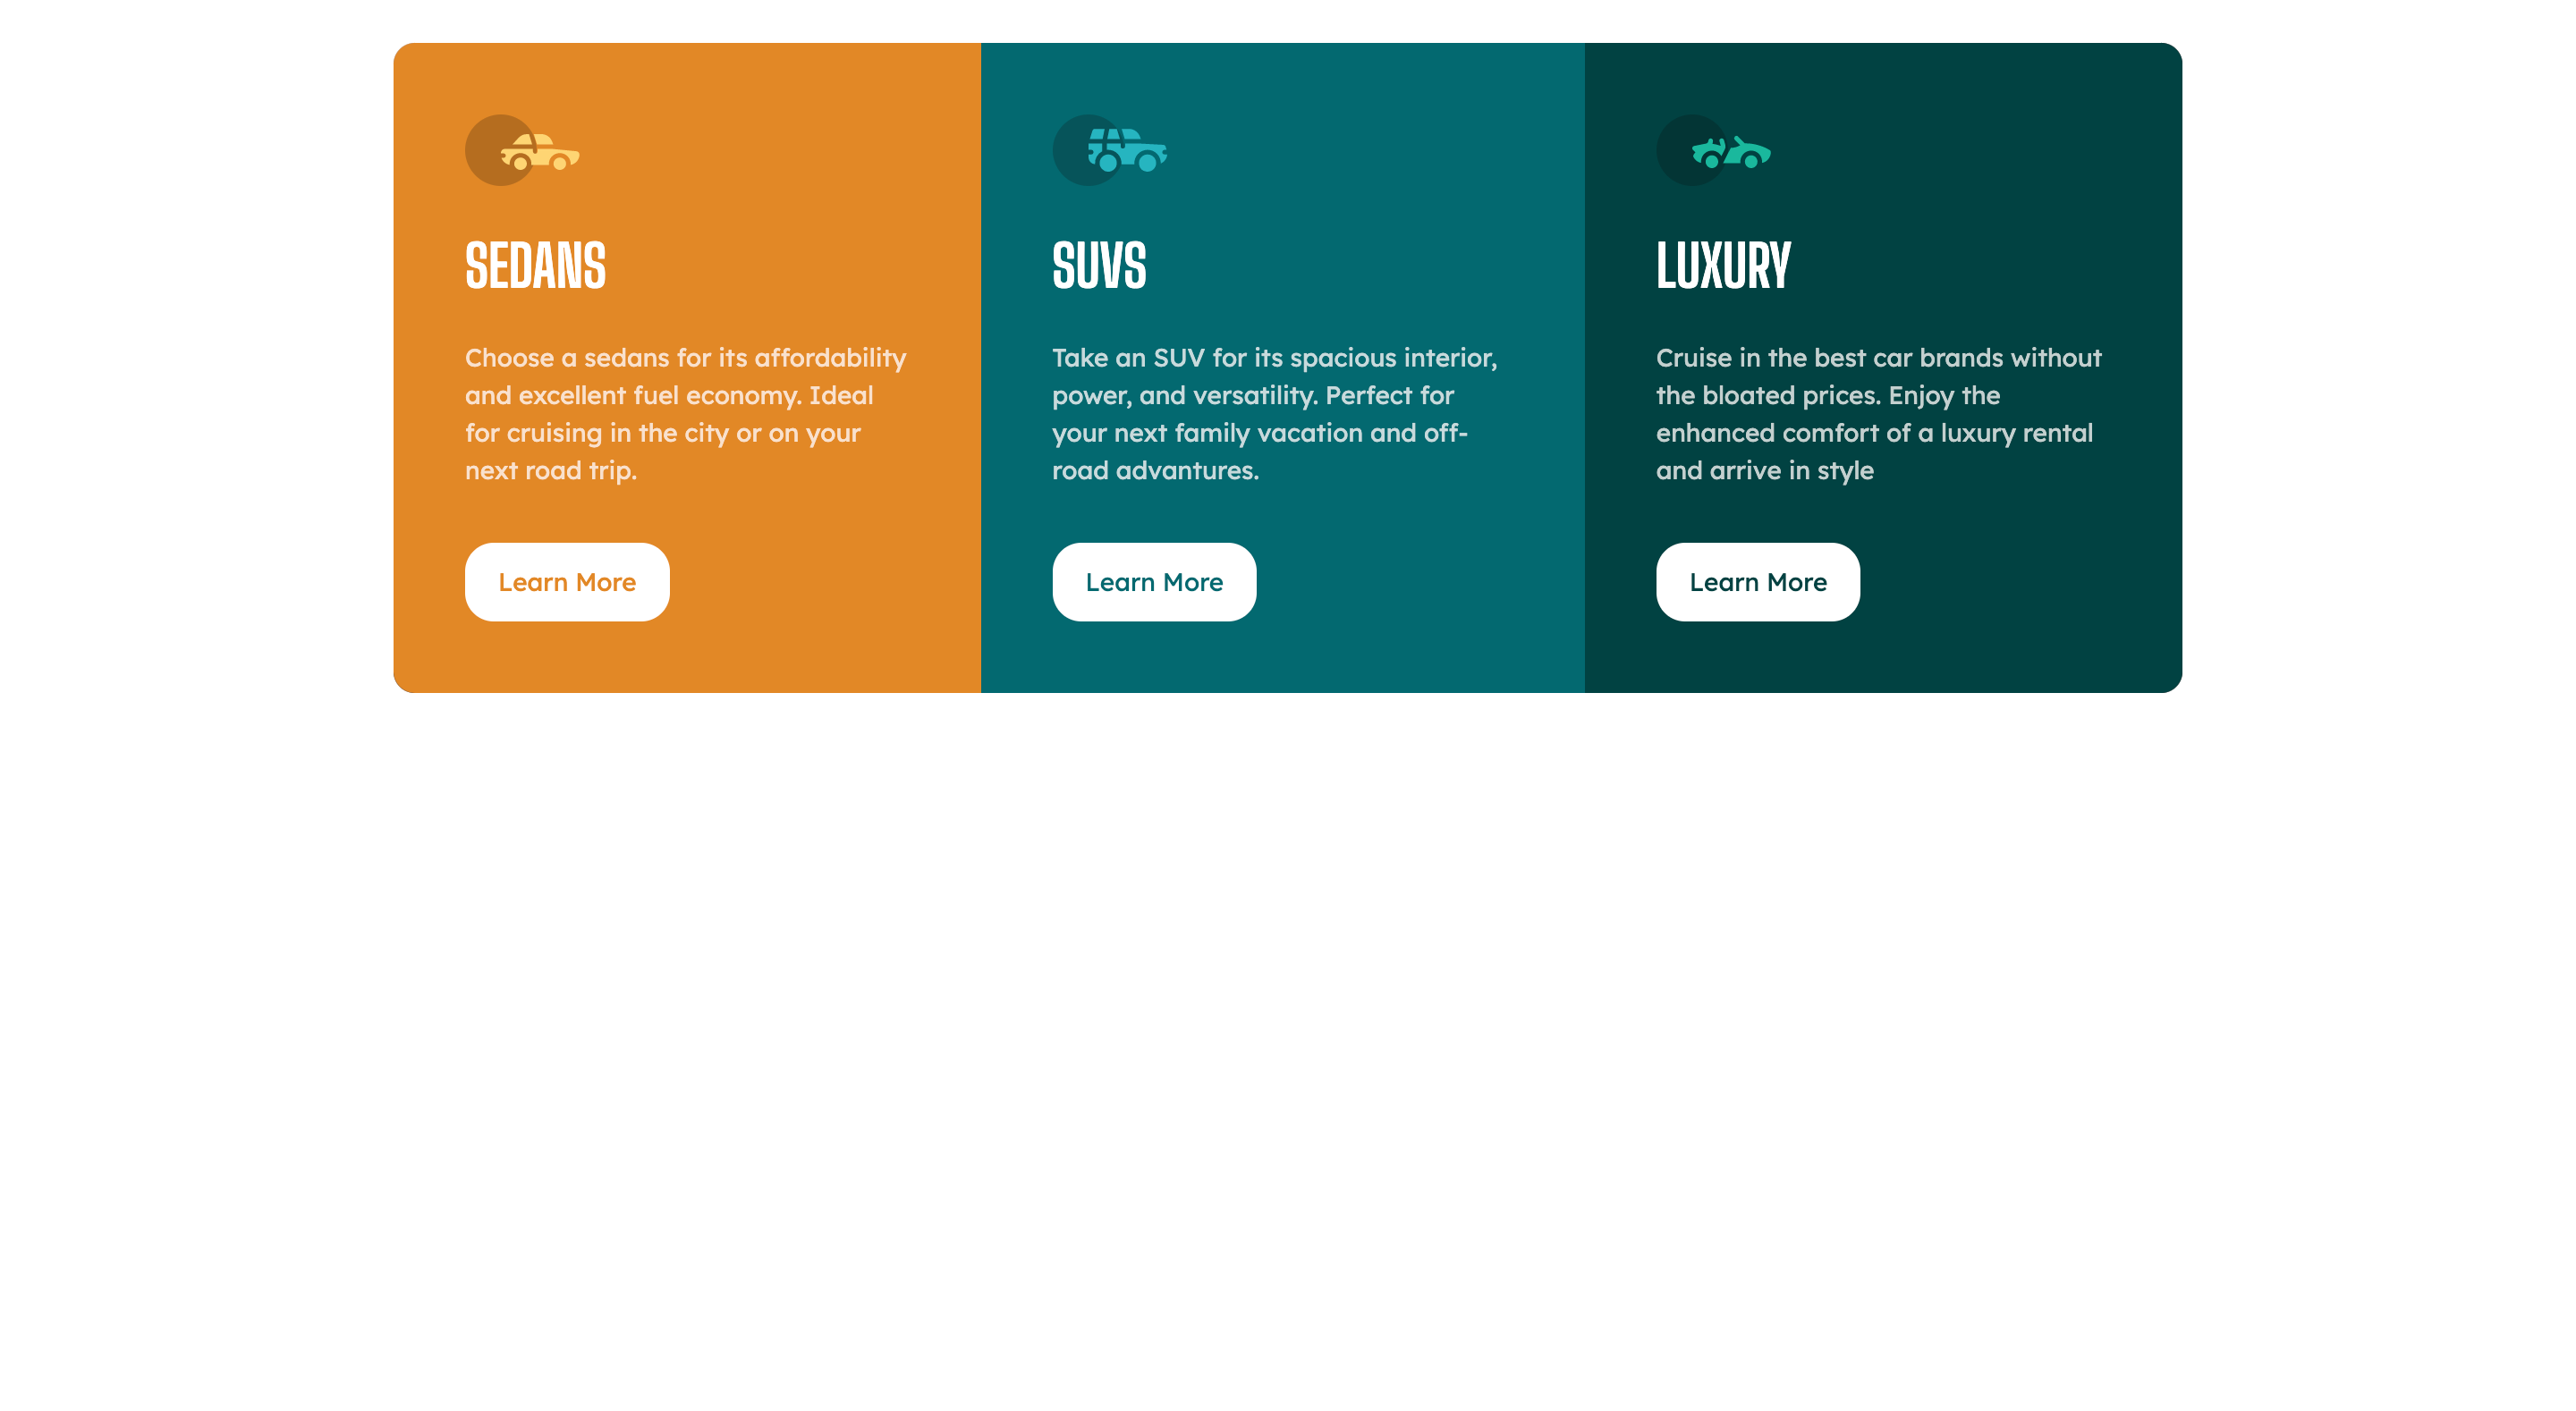 SEDANS
Choose a sedans for its affordability
and excellent fuel economy. Ideal
for cruising in the city or on your
next road trip.
Learn More
SUVS
Take an SUV for its spacious interior,
power, and versatility. Perfect for
your next family vacation and off-
road advantures.
Learn More
LUXURY
Cruise in the best car brands without
the bloated prices. Enjoy the
enhanced comfort of a luxury rental
and arrive in style
Learn More